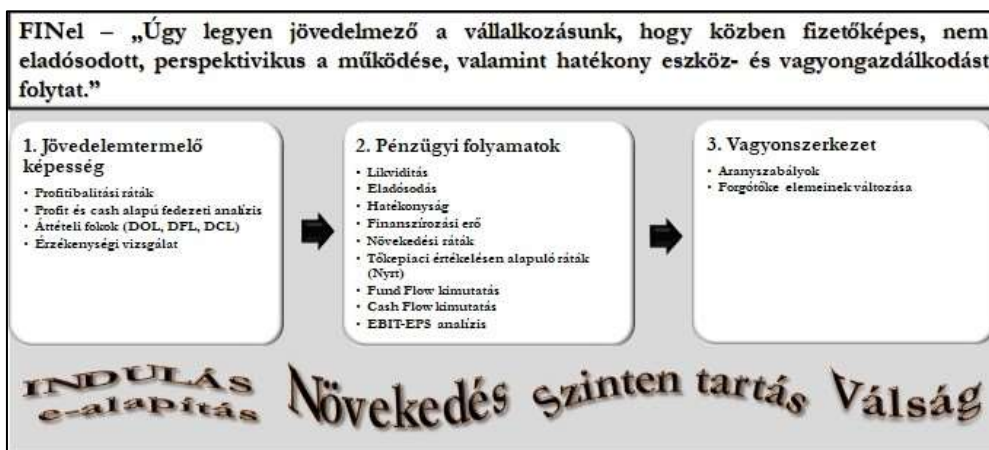 FINel – „Úgy legyen jövedelmező a vállalkozásunk, hogy közben fizetőképes, nem
eladósodott, perspektivikus a működése, valamint hatékony eszköz- és vagyongazdálkodást
folytat.”
1. Jövedelemtermelő
képesség
• Profitibalitási ráták
• Profit és cash alapú fedezeti analízis
• Áttételi fokok (DOL, DFL, DCL)
• Érzékenységi vizsgálat
2. Pénzügyi folyamatok
• Likviditás
• Eladósodás
• Hatékonyság
• Finanszírozási erő
• Növekedési ráták
• Tőkepiaci értékelésen alapuló ráták
(Nyrt)
• Fund Flow kimutatás
• Cash Flow kimutatás
• EBIT-EPS analízis
3. Vagyonszerkezet
• Aranyszabályok
• Forgótőke elemeinek változása
INDULÁS
e-alapítás
Növekedés
Szinten tartás
Válság